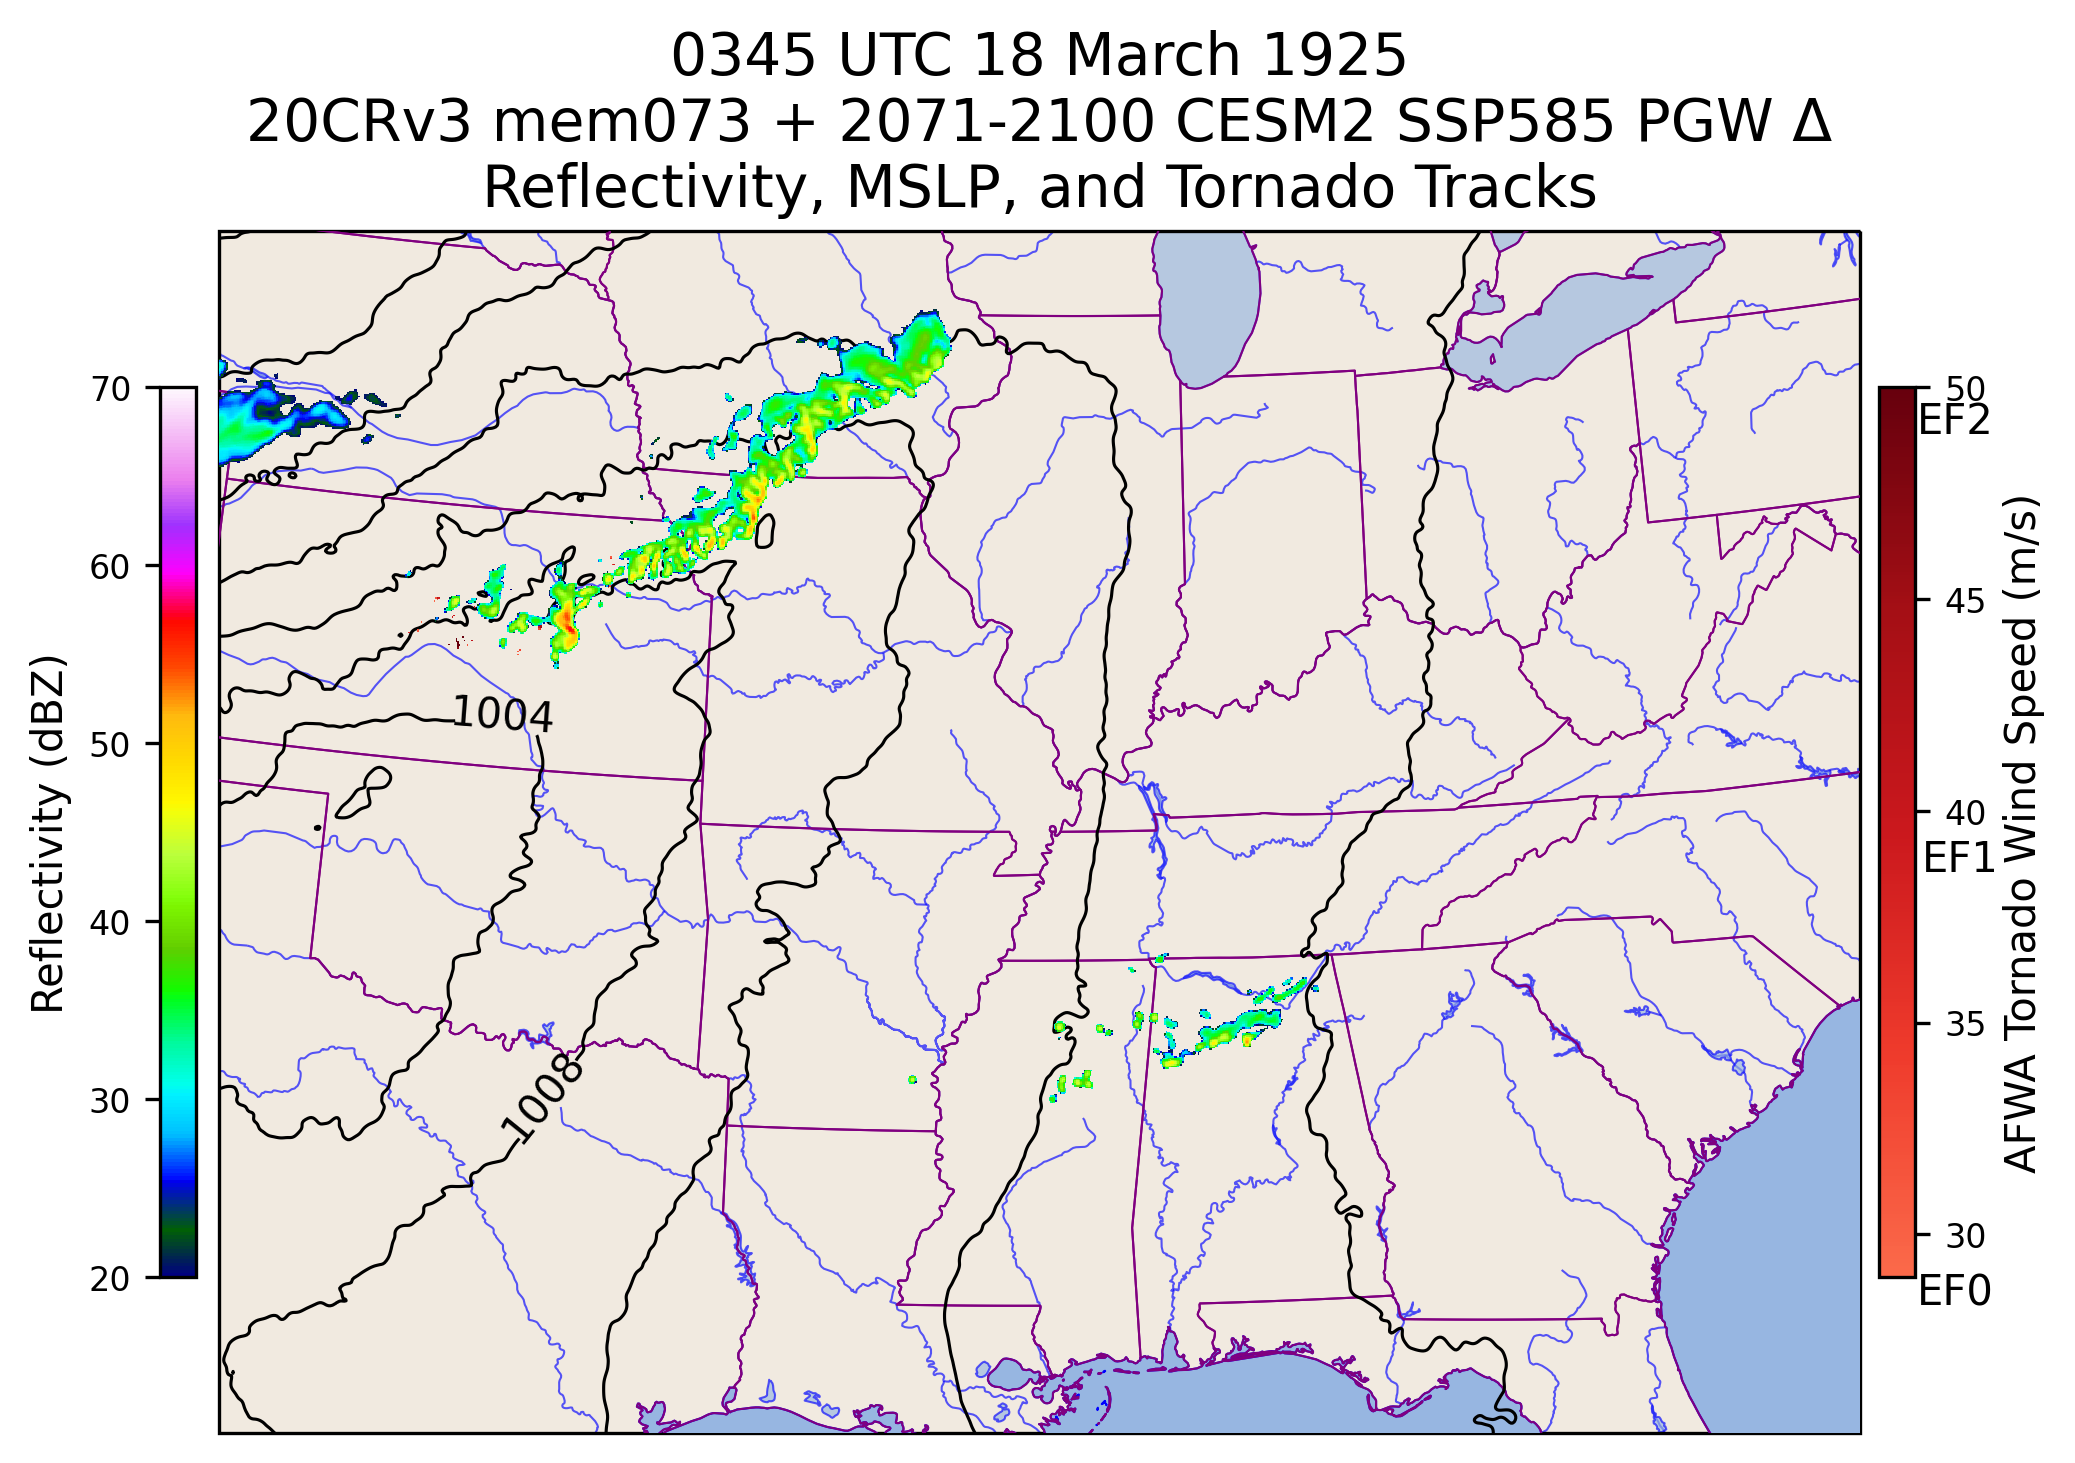 0345 UTC 18 March 1925
20CRv3 mem073 + 2071-2100 CESM2 SSP585 PGW Δ
Reflectivity, MSLP, and Tornado Tracks
Reflectivity (dBZ)
70
60
50
40
30
20
1004
1008
50
EF2
45
40
EF1
35
30
EF0
AFWA Tornado Wind Speed (m/s)